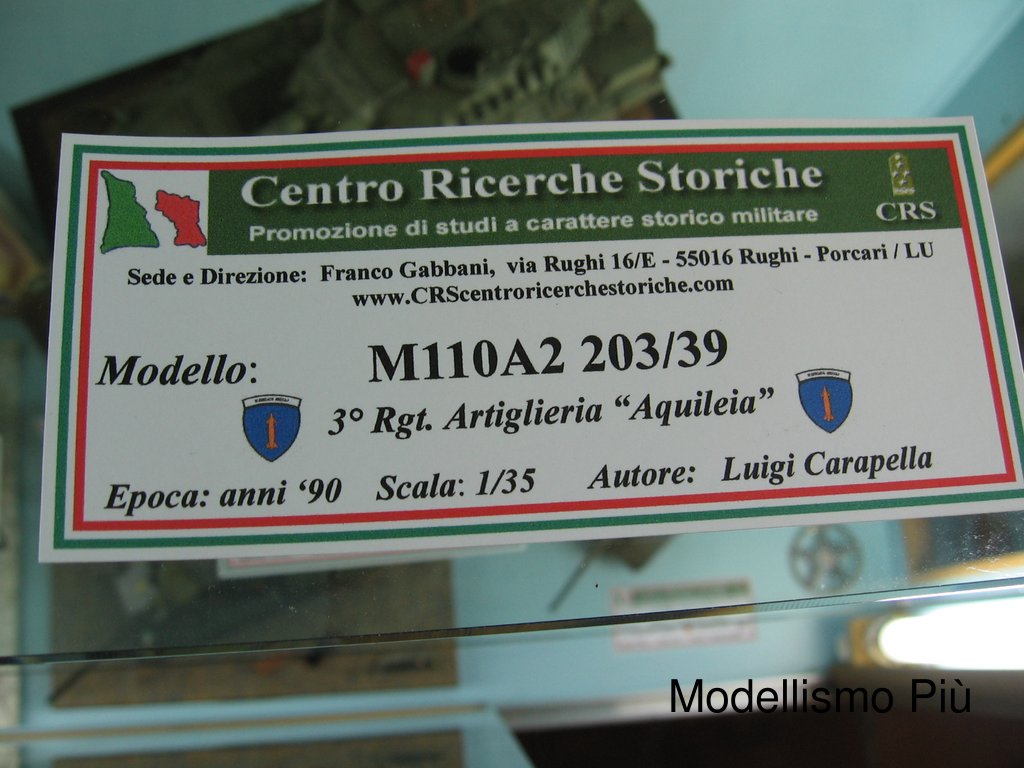 Centro Ricerche Storiche
Promozione di studi a carattere storico militare
CRS
Sede e Direzione: Franco Gabbani, via Rughi 16/E - 55016 Rughi - Porcari / LU
www.CRScentroricerchestoriche.com
Modello: M110A2 203/39
3° Rgt. Artiglieria “Aquileia”
Epoca: anni ‘90 Scala: 1/35 Autore: Luigi Carapella
Modellismo Più